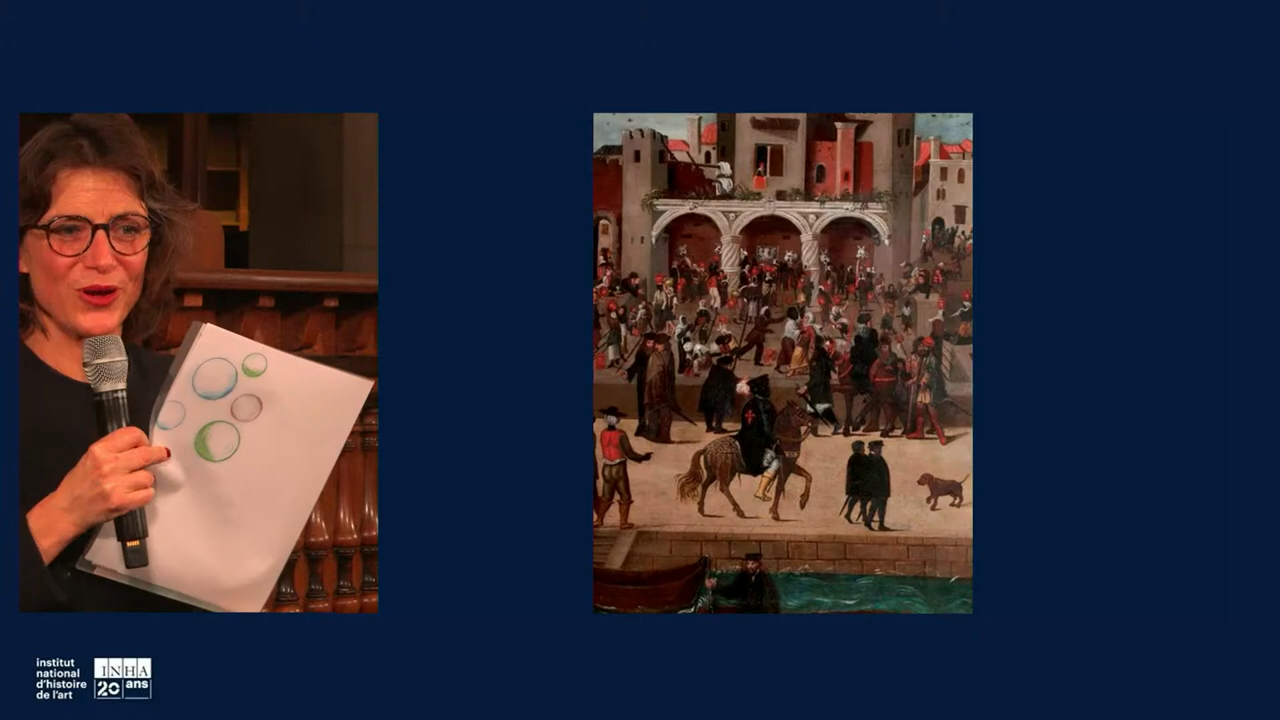 institut
national
d'histoire
de l'art
INHA
20 ans